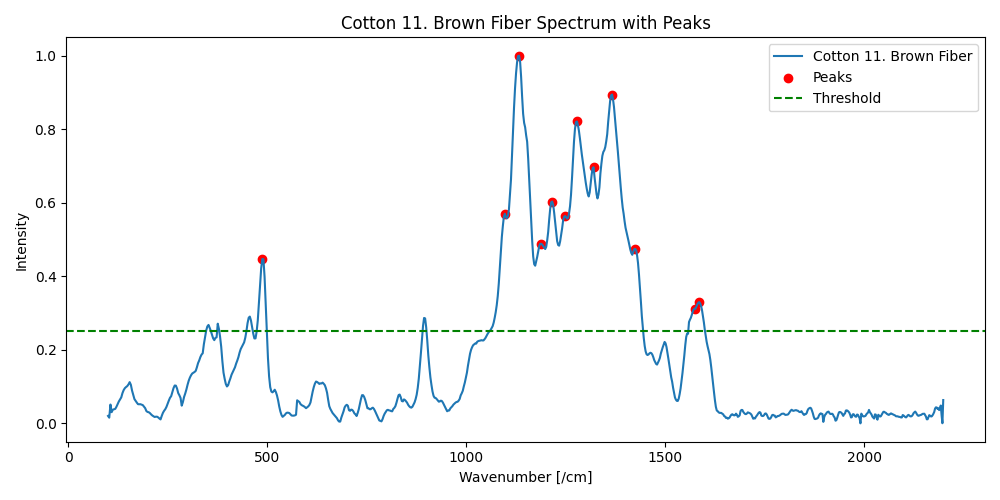 Cotton 11. Brown Fiber Spectrum with Peaks
Cotton 11. Brown Fiber
Peaks
Threshold
Intensity
1.0
0.8
0.6
0.4
0.2
0.0
0 500 1000 1500 2000
Wavenumber [/cm]